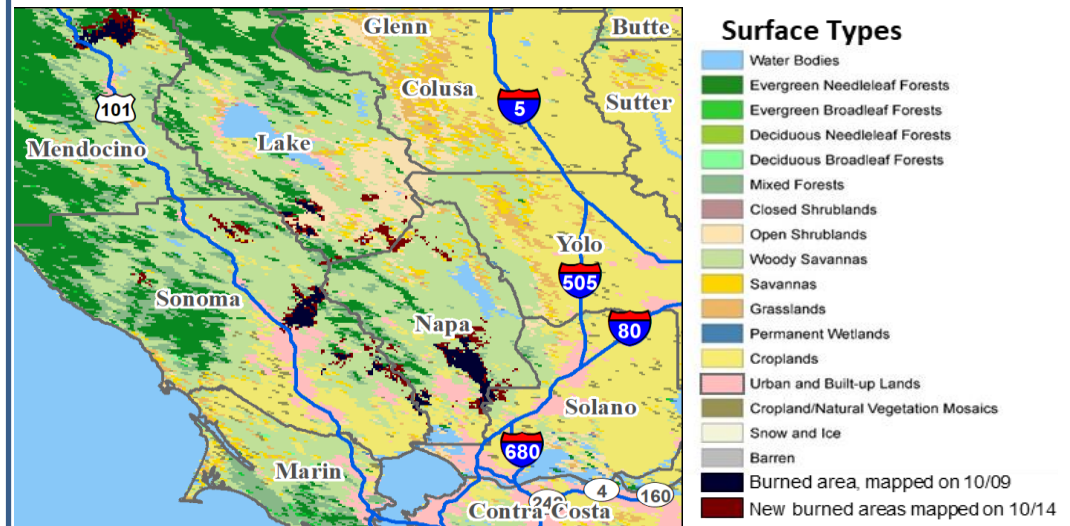 Glenn
Butte
Colusa
Sutter
5
101
Mendocino
Lake
Yolo
505
Sonoma
Napa
80
Solano
680
Marin
242
4
160
Contra Costa
Surface Types
Water Bodies
Evergreen Needleleaf Forests
Evergreen Broadleaf Forests
Deciduous Needleleaf Forests
Deciduous Broadleaf Forests
Mixed Forests
Closed Shrublands
Open Shrublands
Woody Savannas
Savannas
Grasslands
Permanent Wetlands
Croplands
Urban and Built-up Lands
Cropland/Natural Vegetation Mosaics
Snow and Ice
Barren
Burned area, mapped on 10/09
New burned areas mapped on 10/14